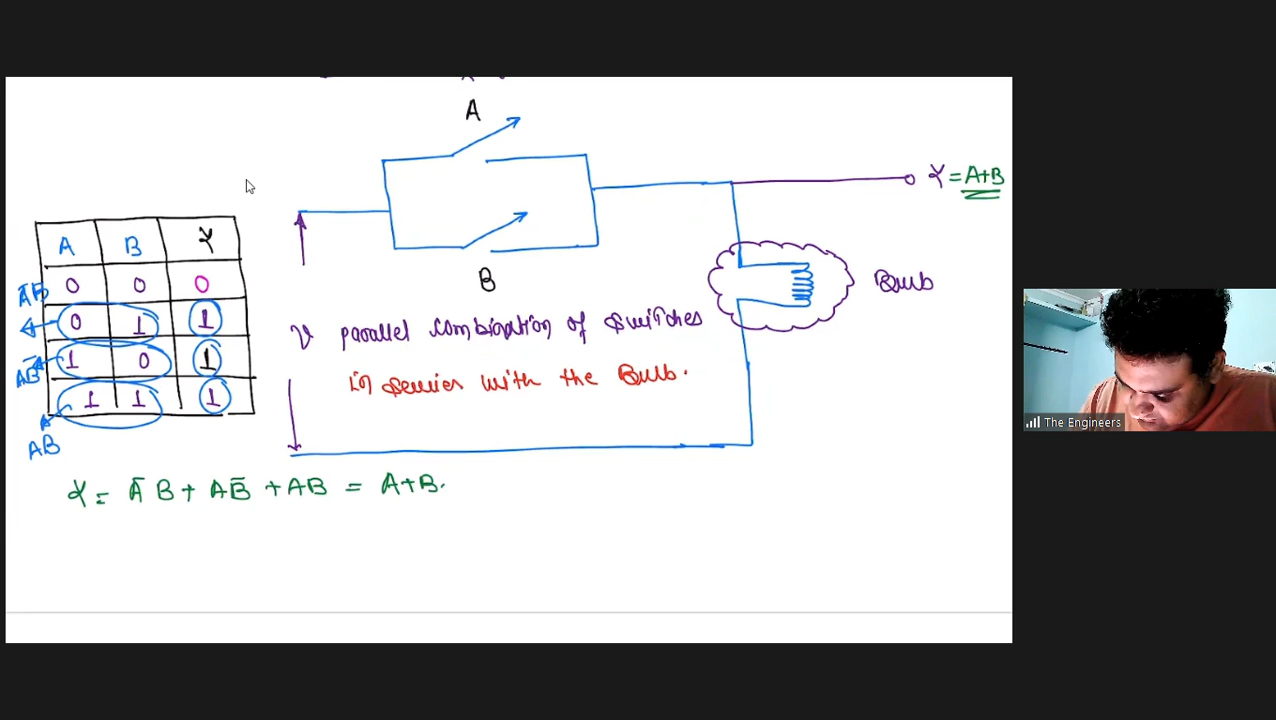 A
Y = A+B
A B Y
0 0 0
ĀB 0 1 1
AB̄ 1 0 1
AB 1 1 1
B
Bulb
V parallel combination of switches
in series with the Bulb.
Y = ĀB + AB̄ + AB = A+B.
The Engineers